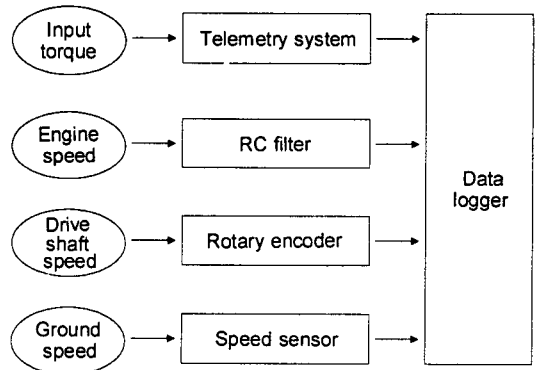 Input
torque
Telemetry system
Engine
speed
RC filter
Data
logger
Drive
shaft
speed
Rotary encoder
Ground
speed
Speed sensor